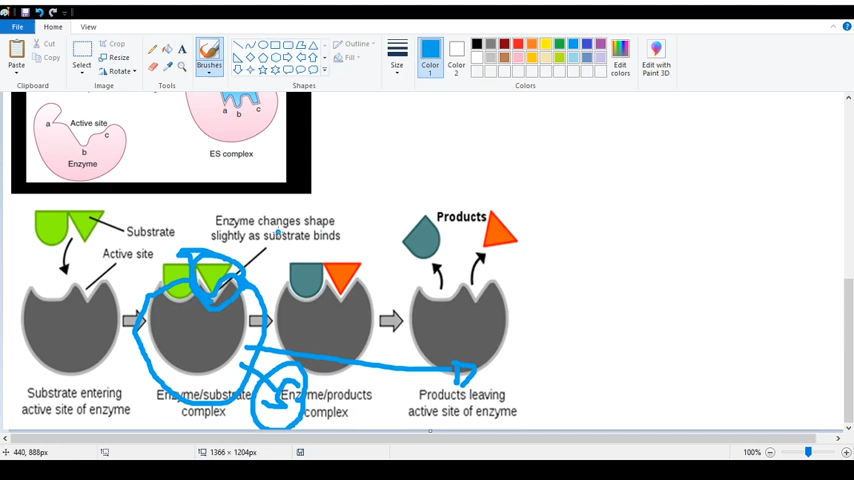 File
Home
View
Paste
Cut
Copy
Clipboard
Select
Crop
Resize
Rotate
Image
Tools
Brushes
Shapes
Outline
Fill
Size
Color 1
Color 2
Edit colors
Colors
Edit with Paint 3D
a
Active site
c
b
Enzyme
a
b
c
ES complex
Substrate
Active site
Enzyme changes shape
slightly as substrate binds
Products
Substrate entering
active site of enzyme
Enzyme/substrate
complex
Enzyme/products
complex
Products leaving
active site of enzyme
440, 888px
1366 × 1204px
100%